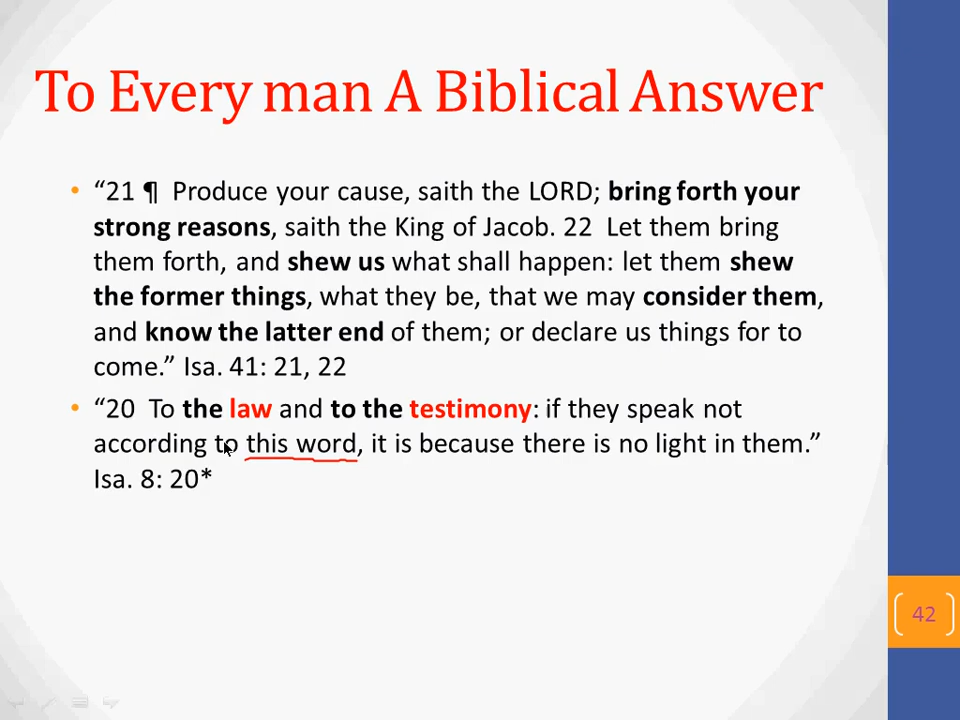 To Every man A Biblical Answer
• “21 ¶ Produce your cause, saith the LORD; bring forth your
strong reasons, saith the King of Jacob. 22 Let them bring
them forth, and shew us what shall happen: let them shew
the former things, what they be, that we may consider them,
and know the latter end of them; or declare us things for to
come.” Isa. 41: 21, 22
• “20 To the law and to the testimony: if they speak not
according to this word, it is because there is no light in them.”
Isa. 8: 20*
42